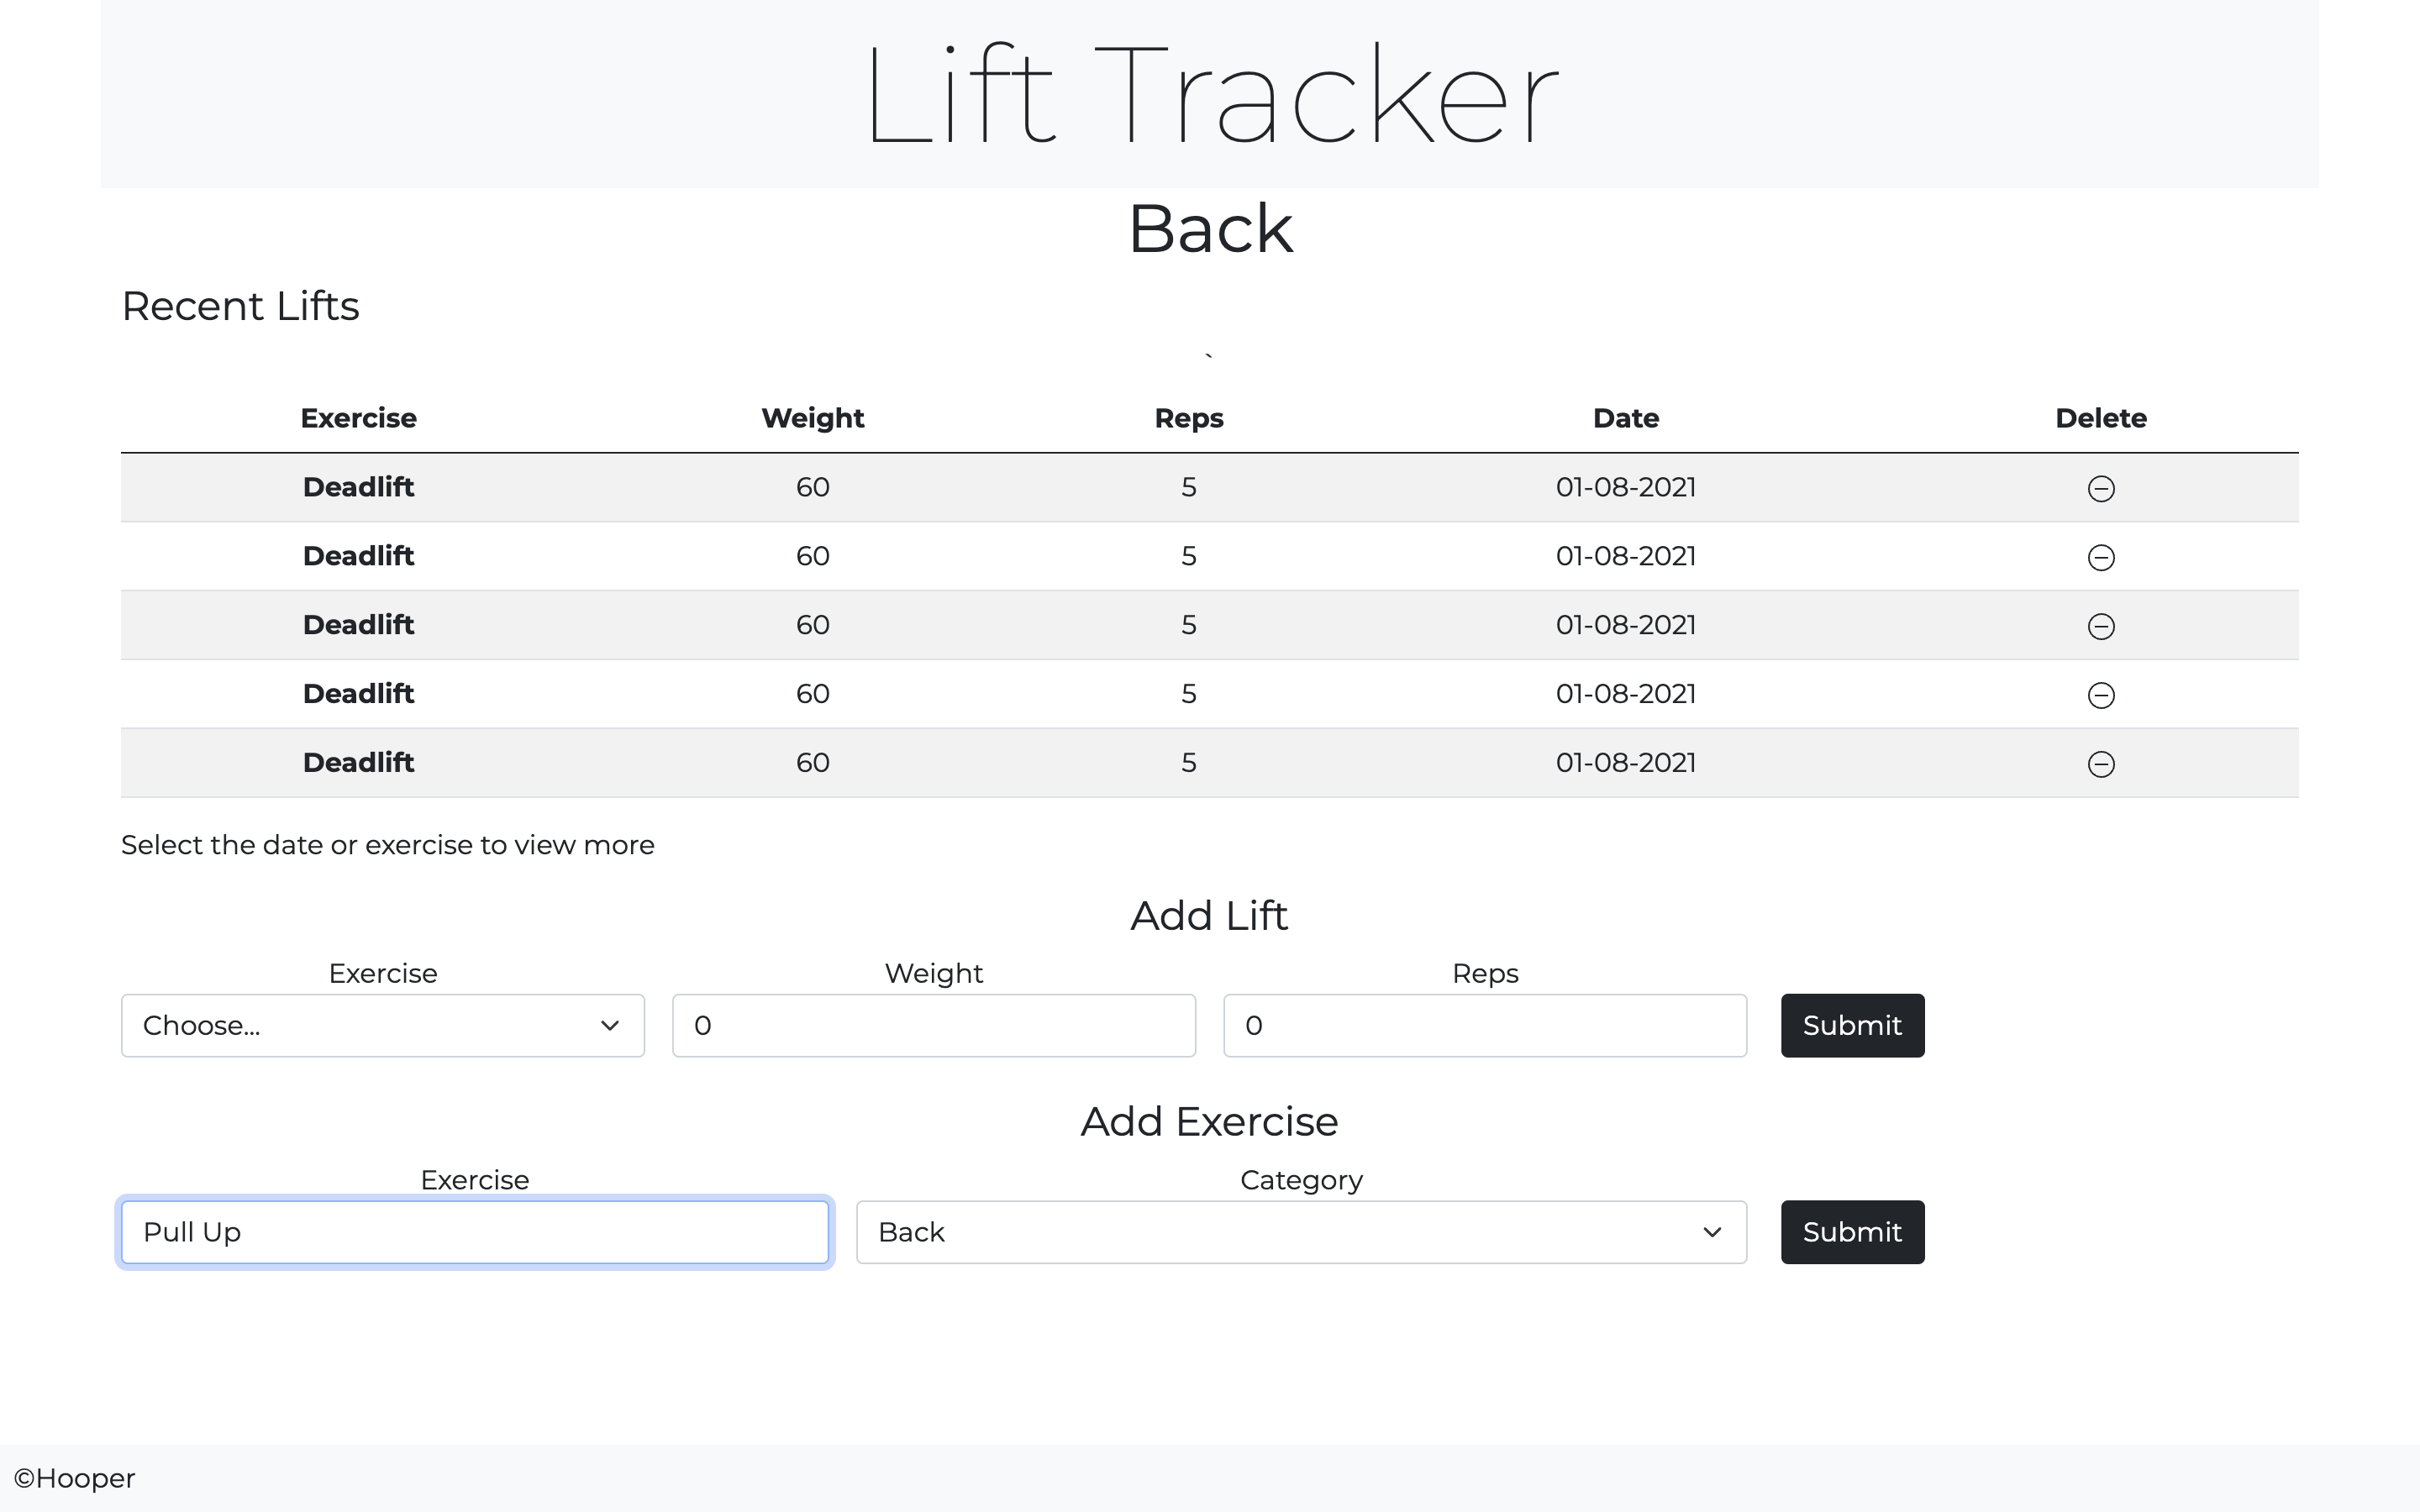 Lift Tracker
Back
Recent Lifts
`
Exercise Weight Reps Date Delete
Deadlift 60 5 01-08-2021
Deadlift 60 5 01-08-2021
Deadlift 60 5 01-08-2021
Deadlift 60 5 01-08-2021
Deadlift 60 5 01-08-2021
Select the date or exercise to view more
Add Lift
Exercise Weight Reps
Choose... 0 0 Submit
Add Exercise
Exercise Category
Pull Up Back Submit
©Hooper